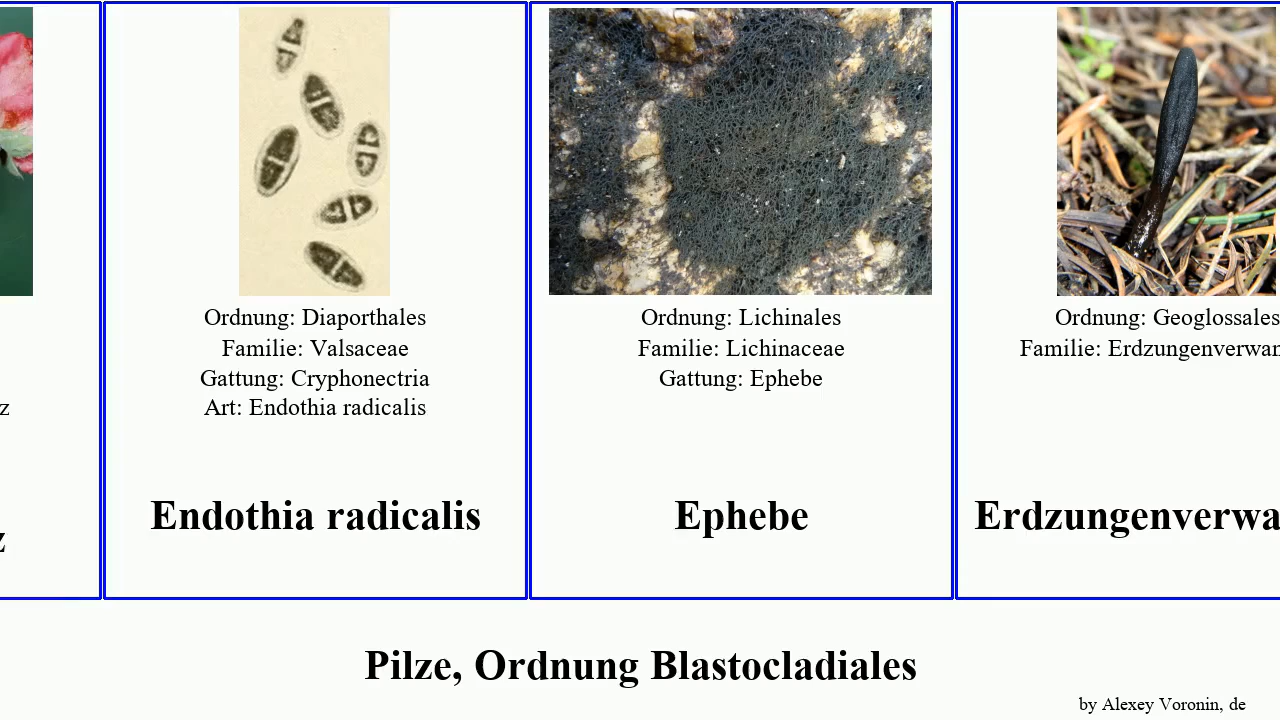 z
z
Ordnung: Diaporthales
Familie: Valsaceae
Gattung: Cryphonectria
Art: Endothia radicalis
Endothia radicalis
Ordnung: Lichinales
Familie: Lichinaceae
Gattung: Ephebe
Ephebe
Ordnung: Geoglossales
Familie: Erdzungenverwan
Erdzungenverwa
Pilze, Ordnung Blastocladiales
by Alexey Voronin, de